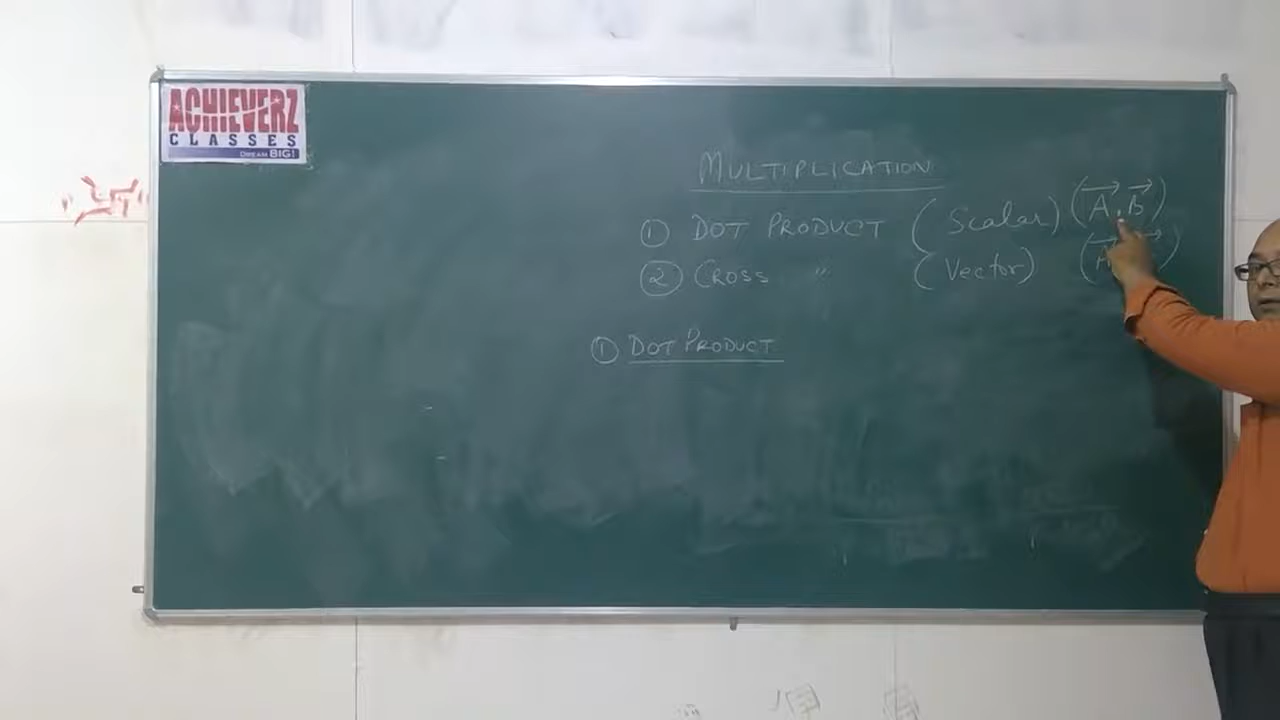 ACHIEVERZ
CLASSES
DREAM BIG!
MULTIPLICATION
① DOT PRODUCT (Scalar) (A⃗.B⃗)
② CROSS " (Vector) (A⃗
① DOT PRODUCT